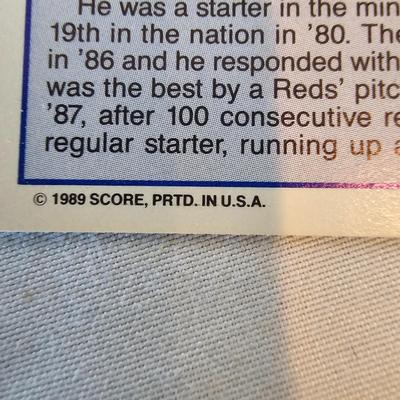 He was a starter in the min
19th in the nation in '80. The
in '86 and he responded with
was the best by a Reds' pitc
'87, after 100 consecutive re
regular starter, running up a
© 1989 SCORE, PRTD. IN U.S.A.